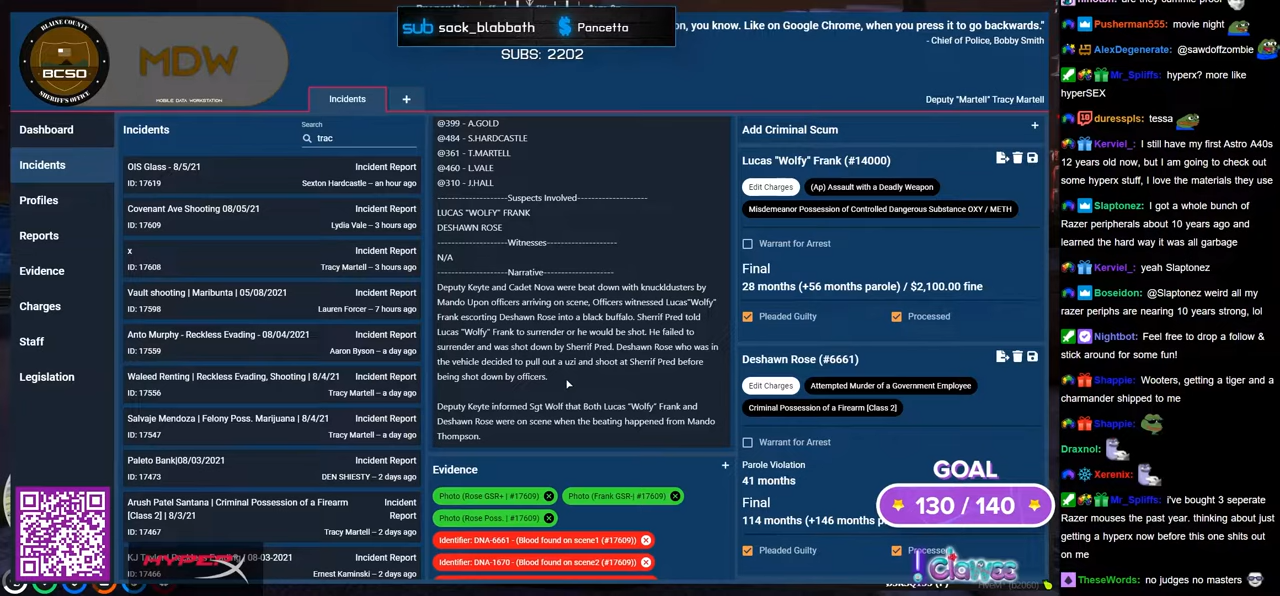 BLAINE COUNTY
BCSO
SHERIFF'S OFFICE
MDW
MOBILE DATA WORKSTATION
sub sack_blabbath
Pancetta
SUBS: 2202
on, you know. Like on Google Chrome, when you press it to go backwards."
- Chief of Police, Bobby Smith
Incidents
+
Deputy "Martell" Tracy Martell
Dashboard
Incidents
Profiles
Reports
Evidence
Charges
Staff
Legislation
Incidents
Search
trac
OIS Glass - 8/5/21
Incident Report
ID: 17619
Sexton Hardcastle – an hour ago
Covenant Ave Shooting 08/05/21
Incident Report
ID: 17609
Lydia Vale – 3 hours ago
x
Incident Report
ID: 17608
Tracy Martell – 3 hours ago
Vault shooting | Maribunta | 05/08/2021
Incident Report
ID: 17598
Lauren Forcer – 7 hours ago
Anto Murphy - Reckless Evading - 08/04/2021
Incident Report
ID: 17559
Aaron Byson – a day ago
Waleed Renting | Reckless Evading, Shooting | 8/4/21
Incident Report
ID: 17556
Tracy Martell – a day ago
Salvaje Mendoza | Felony Poss. Marijuana | 8/4/21
Incident Report
ID: 17547
Tracy Martell – a day ago
Paleto Bank|08/03/2021
Incident Report
ID: 17473
DEN SHIESTY – 2 days ago
Arush Patel Santana | Criminal Possession of a Firearm
[Class 2] | 8/3/21
Incident
Report
ID: 17467
Tracy Martell – 2 days ago
08-03-2021
Incident Report
ID: 17466
Ernest Kaminski – 2 days ago
HYPERX
@399 - A.GOLD
@484 - S.HARDCASTLE
@361 - T.MARTELL
@460 - L.VALE
@310 - J.HALL
---------------------Suspects Involved---------------------
LUCAS "WOLFY" FRANK
DESHAWN ROSE
---------------------Witnesses---------------------
N/A
---------------------Narrative---------------------
Deputy Keyte and Cadet Nova were beat down with knuckldusters by
Mando Upon officers arriving on scene, Officers witnessed Lucas"Wolfy"
Frank escorting Deshawn Rose into a black buffalo. Sherrif Pred told
Lucas "Wolfy" Frank to surrender or he would be shot. He failed to
surrender and was shot down by Sherrif Pred. Deshawn Rose who was in
the vehicle decided to pull out a uzi and shoot at Sherrif Pred before
being shot down by officers.
Deputy Keyte informed Sgt Wolf that Both Lucas "Wolfy" Frank and
Deshawn Rose were on scene when the beating happened from Mando
Thompson.
Evidence
+
Photo (Rose GSR+ | #17609)
Photo (Frank GSR-| #17609)
Photo (Rose Poss. | #17609)
Identifier: DNA-6661 - (Blood found on scene1 (#17609))
Identifier: DNA-1670 - (Blood found on scene2 (#17609))
Add Criminal Scum
+
Lucas "Wolfy" Frank (#14000)
Edit Charges
(Ap) Assault with a Deadly Weapon
Misdemeanor Possession of Controlled Dangerous Substance OXY / METH
Warrant for Arrest
Final
28 months (+56 months parole) / $2,100.00 fine
Pleaded Guilty
Processed
Deshawn Rose (#6661)
Edit Charges
Attempted Murder of a Government Employee
Criminal Possession of a Firearm [Class 2]
Warrant for Arrest
Parole Violation
41 months
Final
114 months (+146 months p
Pleaded Guilty
Processed
GOAL
130 / 140
!clawee
Pusherman555: movie night
AlexDegenerate: @sawdoffzombie
Mr_Spliffs: hyperx? more like
hyperSEX
duresspls: tessa
Kerviel_: I still have my first Astro A40s
12 years old now, but I am going to check out
some hyperx stuff, I love the materials they use
Slaptonez: I got a whole bunch of
Razer peripherals about 10 years ago and
learned the hard way it was all garbage
Kerviel_: yeah Slaptonez
Boseidon: @Slaptonez weird all my
razer periphs are nearing 10 years strong, lol
Nightbot: Feel free to drop a follow &
stick around for some fun!
Shappie: Wooters, getting a tiger and a
charmander shipped to me
Shappie:
Draxnol:
Xerenix:
Mr_Spliffs: i've bought 3 seperate
Razer mouses the past year. thinking about just
getting a hyperx now before this one shits out
on me
TheseWords: no judges no masters